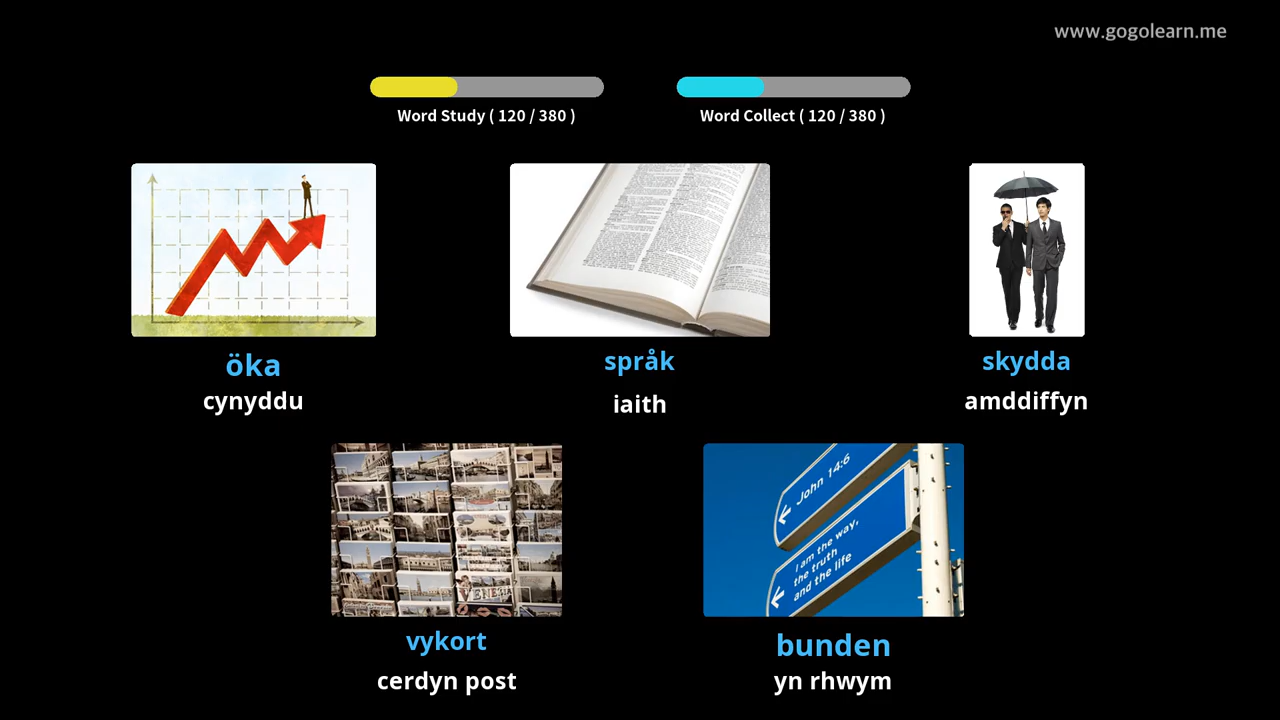 www.gogolearn.me
Word Study ( 120 / 380 )
Word Collect ( 120 / 380 )
öka
cynyddu
språk
iaith
skydda
amddiffyn
VENEZIA
John 14:6
I am the way,
the truth
and the life
vykort
cerdyn post
bunden
yn rhwym